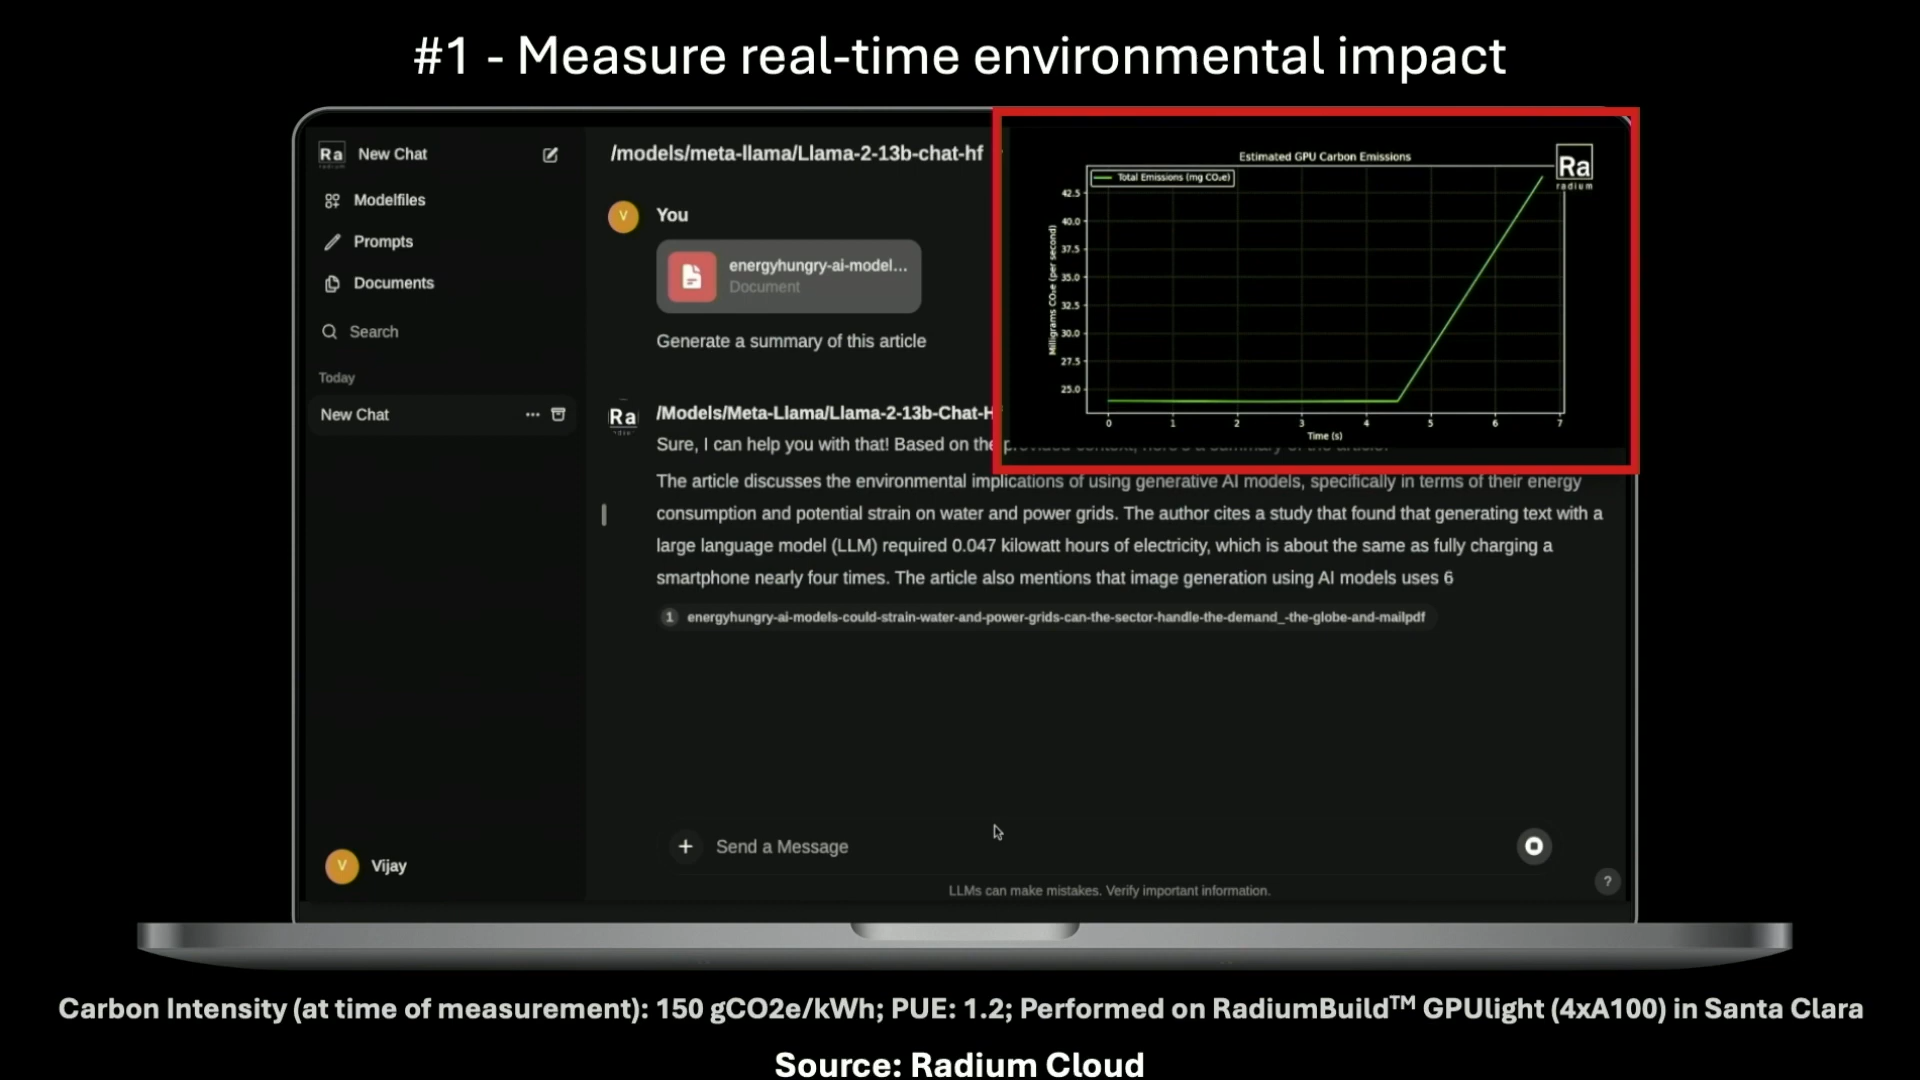 #1 - Measure real-time environmental impact
Ra
radium
New Chat
Modelfiles
Prompts
Documents
Search
Today
New Chat
V
Vijay
/models/meta-llama/Llama-2-13b-chat-hf
V
You
energyhungry-ai-model...
Document
Generate a summary of this article
Ra
/Models/Meta-Llama/Llama-2-13b-Chat-H
Sure, I can help you with that! Based on the provided context, here's a summary of the article:
The article discusses the environmental implications of using generative AI models, specifically in terms of their energy
consumption and potential strain on water and power grids. The author cites a study that found that generating text with a
large language model (LLM) required 0.047 kilowatt hours of electricity, which is about the same as fully charging a
smartphone nearly four times. The article also mentions that image generation using AI models uses 6
1 energyhungry-ai-models-could-strain-water-and-power-grids-can-the-sector-handle-the-demand_-the-globe-and-mailpdf
Send a Message
LLMs can make mistakes. Verify important information.
?
Estimated GPU Carbon Emissions
Ra
radium
Total Emissions (mg CO₂e)
Milligrams CO₂e (per second)
42.5
40.0
37.5
35.0
32.5
30.0
27.5
25.0
0 1 2 3 4 5 6 7
Time (s)
Carbon Intensity (at time of measurement): 150 gCO2e/kWh; PUE: 1.2; Performed on RadiumBuild™ GPUlight (4xA100) in Santa Clara
Source: Radium Cloud